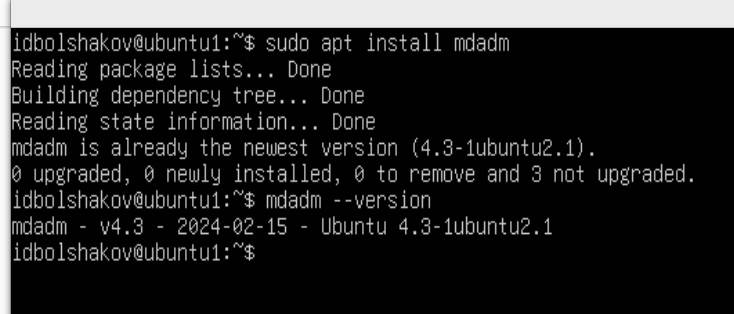 idbolshakov@ubuntu1:~$ sudo apt install mdadm
Reading package lists... Done
Building dependency tree... Done
Reading state information... Done
mdadm is already the newest version (4.3-1ubuntu2.1).
0 upgraded, 0 newly installed, 0 to remove and 3 not upgraded.
idbolshakov@ubuntu1:~$ mdadm --version
mdadm - v4.3 - 2024-02-15 - Ubuntu 4.3-1ubuntu2.1
idbolshakov@ubuntu1:~$